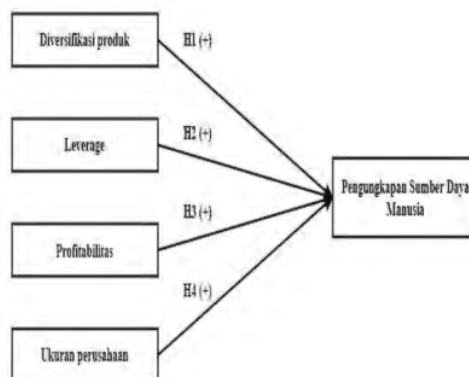 Diversifikasi produk
H1 (+)
Leverage
H2 (+)
Pengungkapan Sumber Daya
Manusia
H3 (+)
Profitabilitas
H4 (+)
Ukuran perusahaan